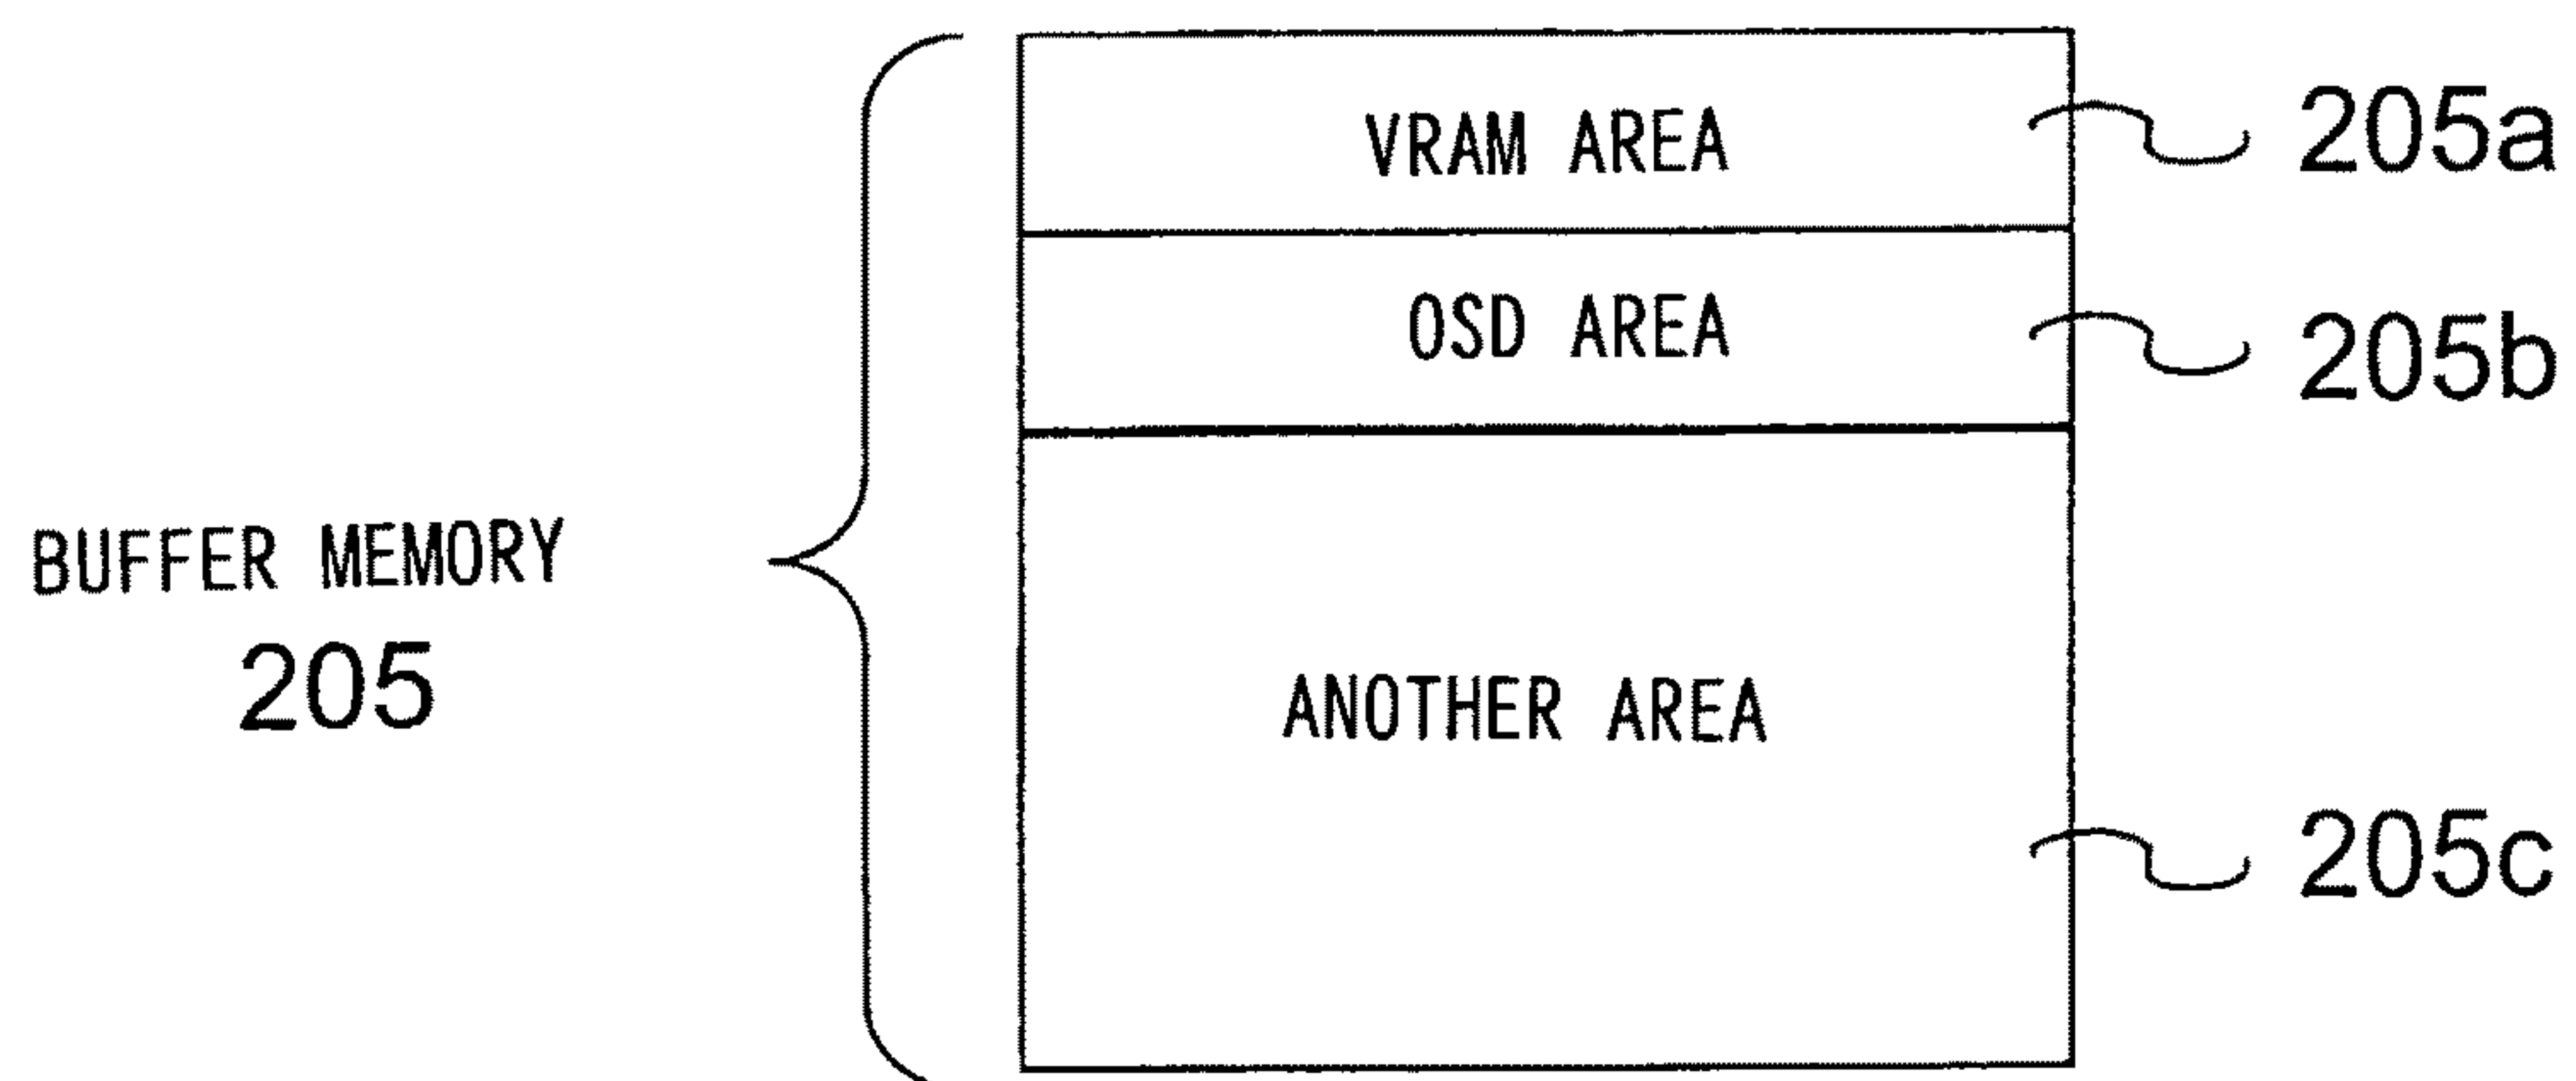 VRAM AREA
205a
OSD AREA
205b
BUFFER MEMORY
205
ANOTHER AREA
205c